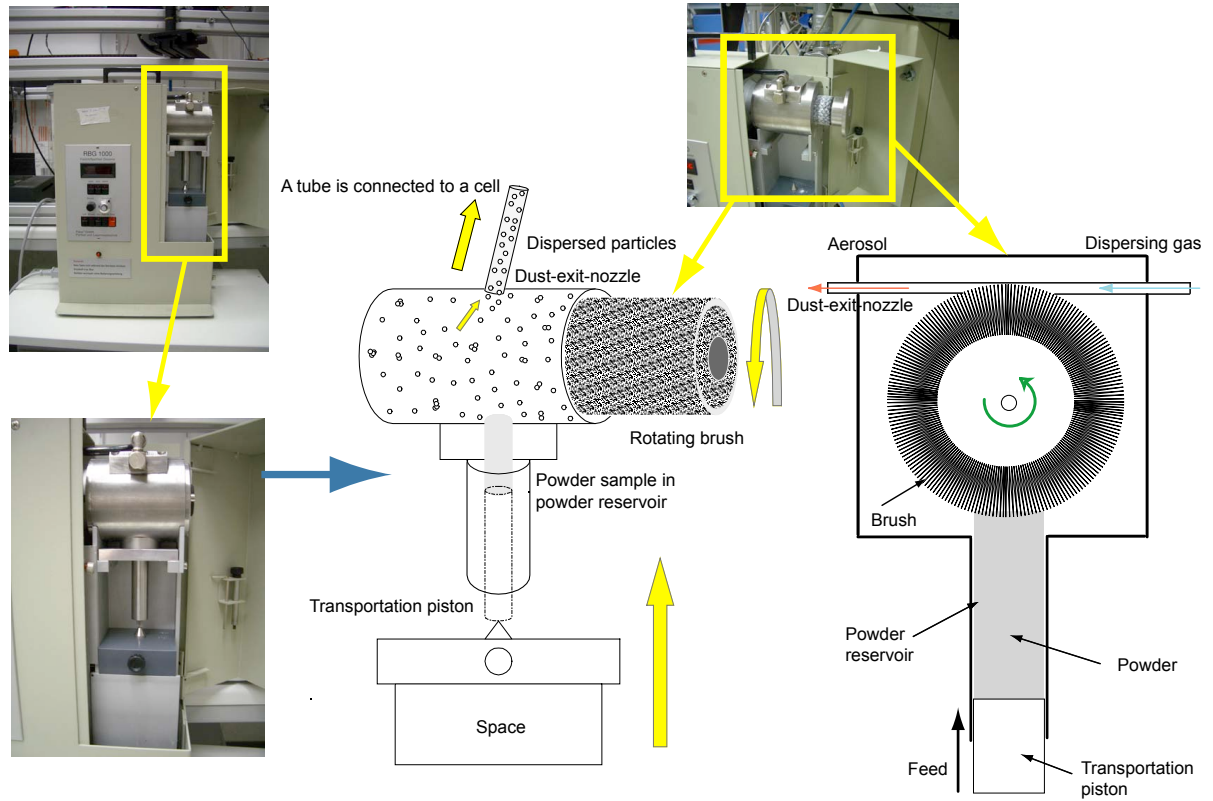 RBG 1000
A tube is connected to a cell
Dispersed particles
Dust-exit-nozzle
Rotating brush
Powder sample in
powder reservoir
Transportation piston
Space
Aerosol
Dispersing gas
Dust-exit-nozzle
Brush
Powder
reservoir
Powder
Feed
Transportation
piston